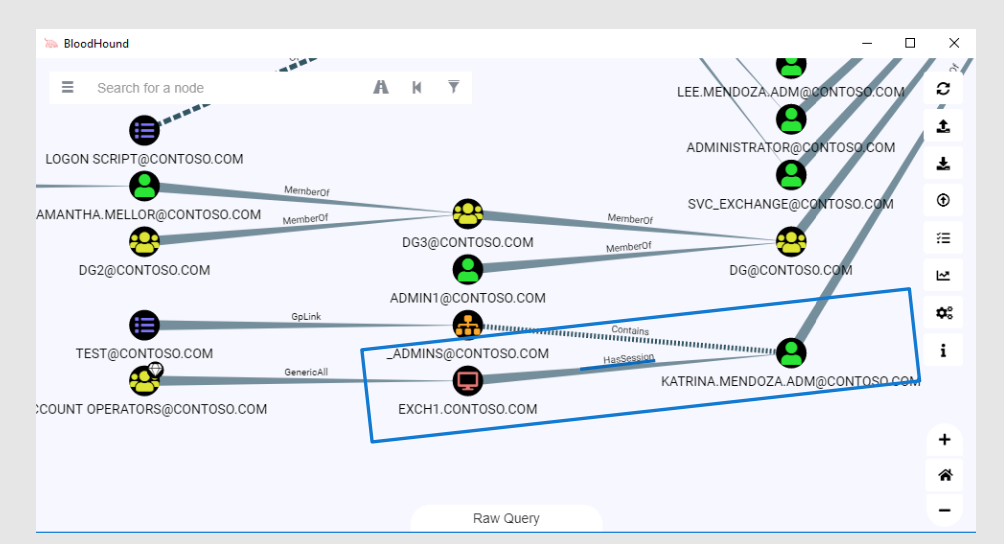 BloodHound
Search for a node
LEE.MENDOZA.ADM@CONTOSO.COM
ADMINISTRATOR@CONTOSO.COM
LOGON SCRIPT@CONTOSO.COM
MemberOf
AMANTHA.MELLOR@CONTOSO.COM
SVC_EXCHANGE@CONTOSO.COM
MemberOf
MemberOf
DG3@CONTOSO.COM
MemberOf
DG2@CONTOSO.COM
DG@CONTOSO.COM
ADMIN1@CONTOSO.COM
GpLink
Contains
TEST@CONTOSO.COM
_ADMINS@CONTOSO.COM
HasSession
GenericAll
KATRINA.MENDOZA.ADM@CONTOSO.COM
CCOUNT OPERATORS@CONTOSO.COM
EXCH1.CONTOSO.COM
Raw Query